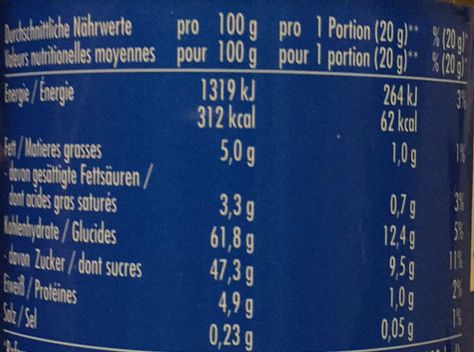 Durchschnittliche Nährwerte pro 100 g pro 1 Portion (20 g)** % (20 g)**
Valeurs nutritionelles moyennes pour 100 g pour 1 portion (20 g)** % (20 g)**
Energie / Énergie 1319 kJ 264 kJ 3%
312 kcal 62 kcal
Fett / Matières grasses 5,0 g 1,0 g 1%
- davon gesättigte Fettsäuren /
dont acides gras saturés 3,3 g 0,7 g 3%
Kohlenhydrate / Glucides 61,8 g 12,4 g 5%
- davon Zucker / dont sucres 47,3 g 9,5 g 11%
Eiweiß / Protéines 4,9 g 1,0 g 2%
Salz / Sel 0,23 g 0,05 g 1%